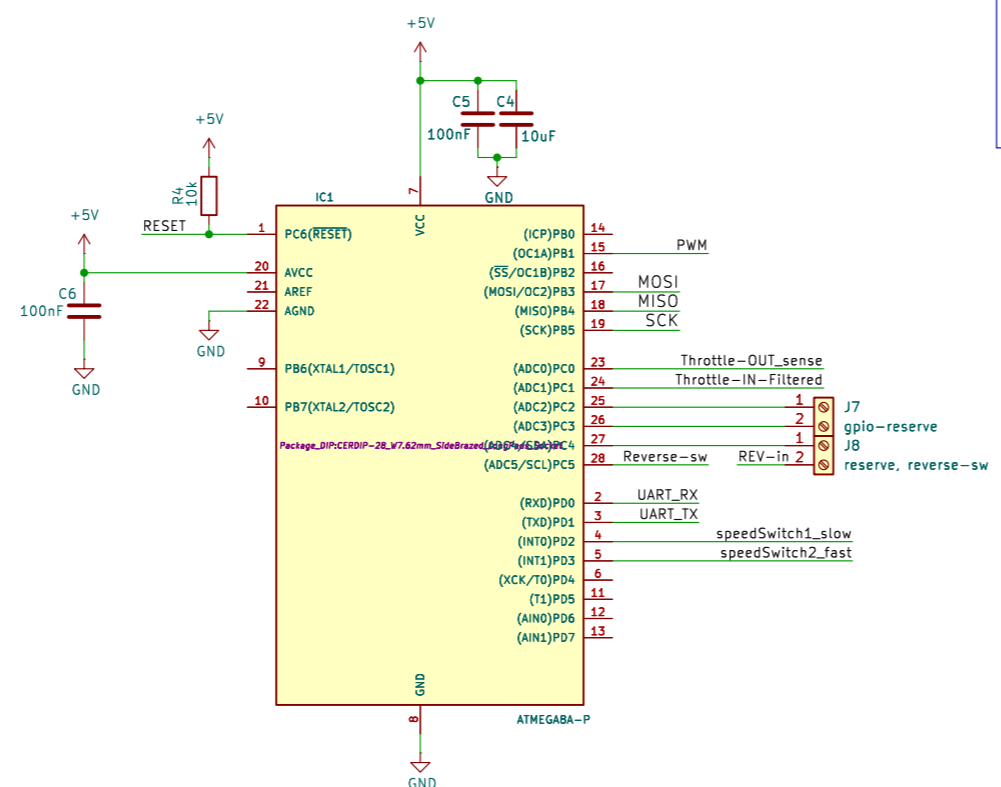 +5V
C5
C4
100nF
10uF
GND
+5V
R4
10k
+5V
RESET
C6
100nF
GND
GND
IC1
7
VCC
1
PC6(RESET)
20
AVCC
21
AREF
22
AGND
9
PB6(XTAL1/TOSC1)
10
PB7(XTAL2/TOSC2)
(ICP)PB0
14
(OC1A)PB1
15
PWM
(SS/OC1B)PB2
16
(MOSI/OC2)PB3
17
MOSI
(MISO)PB4
18
MISO
(SCK)PB5
19
SCK
(ADC0)PC0
23
Throttle-OUT_sense
(ADC1)PC1
24
Throttle-IN-Filtered
(ADC2)PC2
25
1
J7
(ADC3)PC3
26
2
gpio-reserve
Package_DIP:CERDIP-28_W7.62mm_SideBrazed
PC4
27
1
J8
(ADC5/SCL)PC5
28
Reverse-sw
REV-in
2
reserve, reverse-sw
(RXD)PD0
2
UART_RX
(TXD)PD1
3
UART_TX
(INT0)PD2
4
speedSwitch1_slow
(INT1)PD3
5
speedSwitch2_fast
(XCK/T0)PD4
6
(T1)PD5
11
(AIN0)PD6
12
(AIN1)PD7
13
GND
8
ATMEGA8A-P
GND